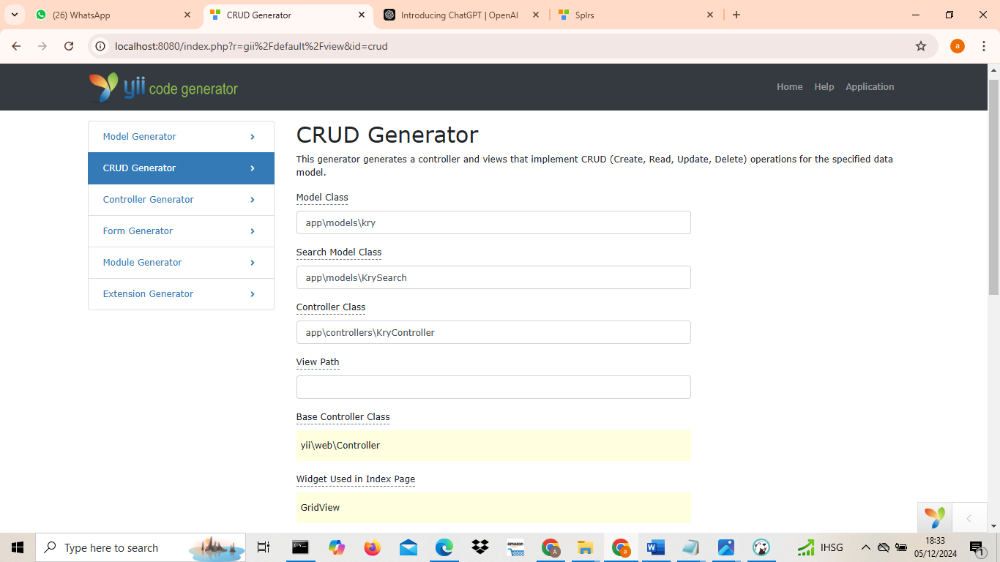 (26) WhatsApp
CRUD Generator
Introducing ChatGPT | OpenAI
Splrs
localhost:8080/index.php?r=gii%2Fdefault%2Fview&id=crud
a
yii code generator
Home Help Application
Model Generator
CRUD Generator
Controller Generator
Form Generator
Module Generator
Extension Generator
CRUD Generator
This generator generates a controller and views that implement CRUD (Create, Read, Update, Delete) operations for the specified data
model.
Model Class
app\models\kry
Search Model Class
app\models\KrySearch
Controller Class
app\controllers\KryController
View Path
Base Controller Class
yii\web\Controller
Widget Used in Index Page
GridView
Type here to search
amazon
A
a
IHSG
18:33
05/12/2024
1